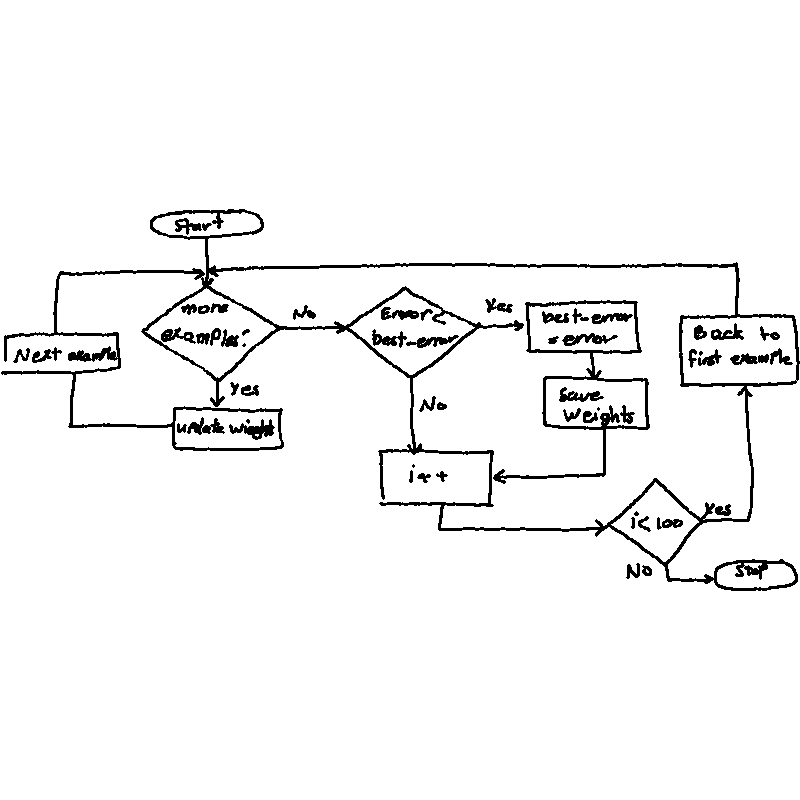 Start
more
examples?
No
Error<
best-error
Yes
best-error
= error
Back to
first example
Next example
Yes
update wieght
No
Save
Weights
i++
i< 100
Yes
No
Stop